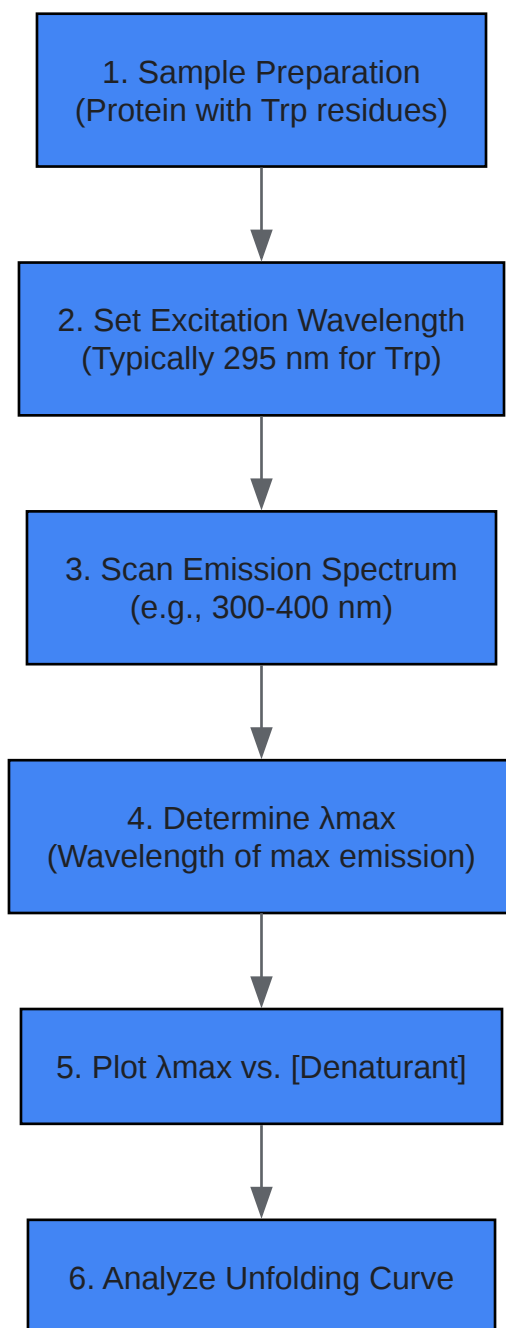 1. Sample Preparation
(Protein with Trp residues)
2. Set Excitation Wavelength
(Typically 295 nm for Trp)
3. Scan Emission Spectrum
(e.g., 300-400 nm)
4. Determine λmax
(Wavelength of max emission)
5. Plot λmax vs. [Denaturant]
6. Analyze Unfolding Curve